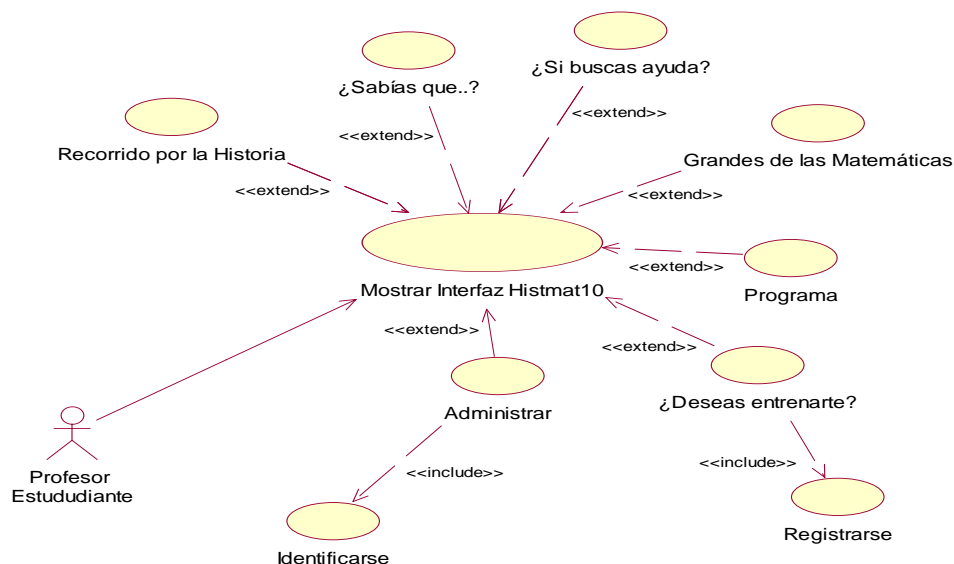 ¿Sabías que..?
¿Si buscas ayuda?
<<extend>>
<<extend>>
Recorrido por la Historia
<<extend>>
Grandes de las Matemáticas
<<extend>>
Mostrar Interfaz Histmat10
<<extend>>
Programa
<<extend>>
<<extend>>
Administrar
¿Deseas entrenarte?
Profesor
Estududiante
<<include>>
<<include>>
Identificarse
Registrarse